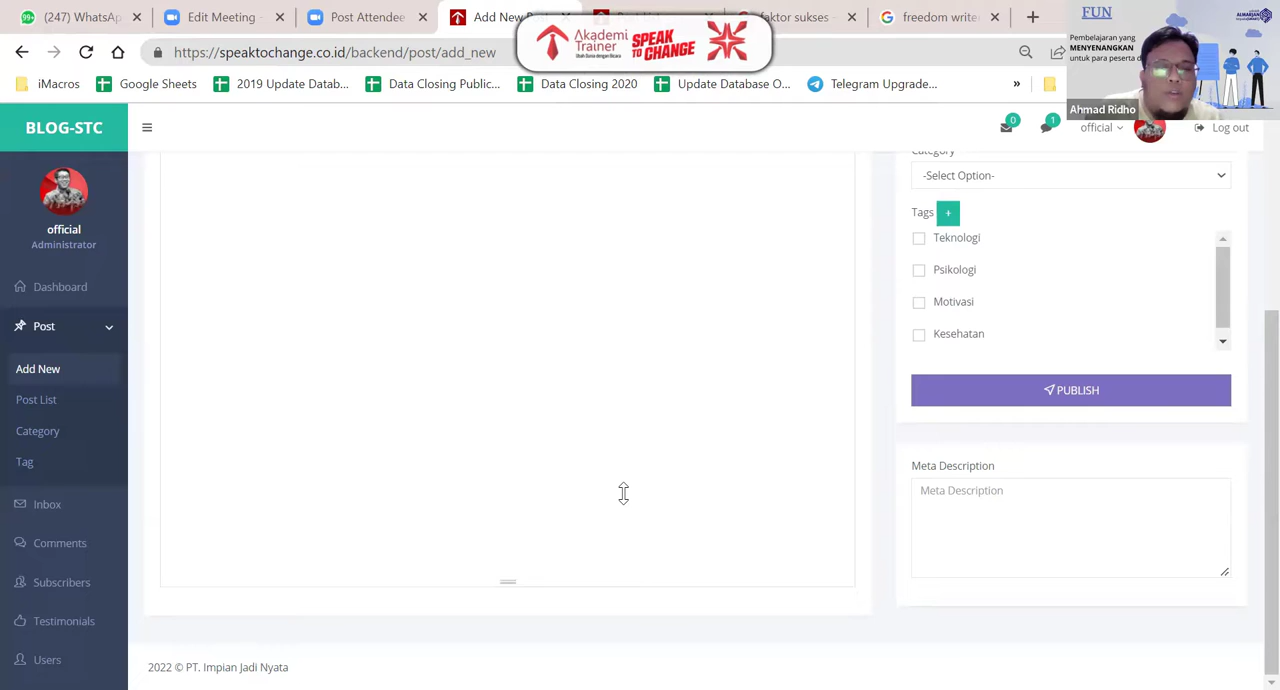 (247) WhatsAp
Edit Meeting -
Post Attendee
Add New Po
faktor sukses -
freedom write
https://speaktochange.co.id/backend/post/add_new
Akademi
Trainer
SPEAK
TO CHANGE
FUN
Pembelajaran yang
MENYENANGKAN
untuk para peserta d
Ahmad Ridho
iMacros
Google Sheets
2019 Update Datab...
Data Closing Public...
Data Closing 2020
Update Database O...
Telegram Upgrade...
»
BLOG-STC
0
1
official
Log out
official
Administrator
Dashboard
Post
Add New
Post List
Category
Tag
Inbox
Comments
Subscribers
Testimonials
Users
Category
-Select Option-
Tags +
Teknologi
Psikologi
Motivasi
Kesehatan
PUBLISH
Meta Description
Meta Description
2022 © PT. Impian Jadi Nyata